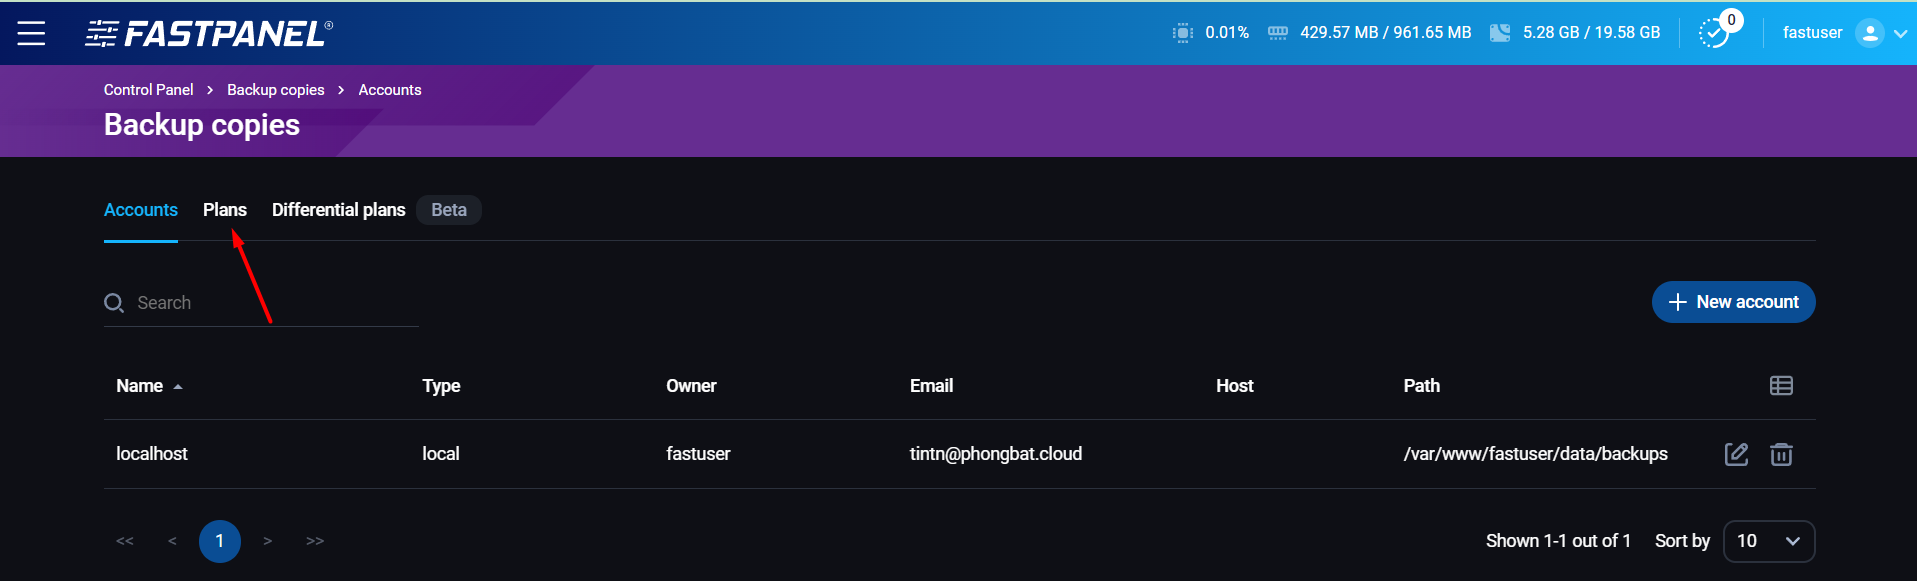 FASTPANEL®
0.01%
429.57 MB / 961.65 MB
5.28 GB / 19.58 GB
0
fastuser
Control Panel > Backup copies > Accounts
Backup copies
Accounts Plans Differential plans Beta
Search
+ New account
Name Type Owner Email Host Path
localhost local fastuser tintn@phongbat.cloud /var/www/fastuser/data/backups
<< < 1 > >>
Shown 1-1 out of 1 Sort by 10